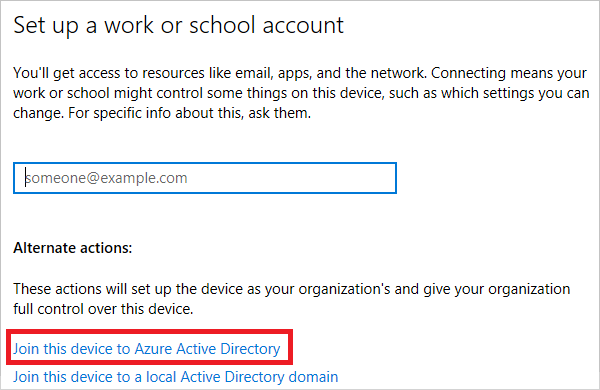 Set up a work or school account
You'll get access to resources like email, apps, and the network. Connecting means your
work or school might control some things on this device, such as which settings you can
change. For specific info about this, ask them.
someone@example.com
Alternate actions:
These actions will set up the device as your organization's and give your organization
full control over this device.
Join this device to Azure Active Directory
Join this device to a local Active Directory domain